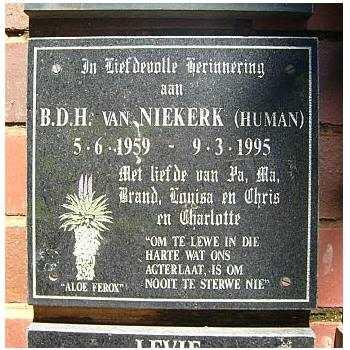 In Liefdevolle Herinnering
aan
B.D.H. VAN NIEKERK (HUMAN)
5·6·1959 - 9·3·1995
Met liefde van Pa, Ma,
Brand, Louisa en Chris
en Charlotte
"OM TE LEWE IN DIE
HARTE WAT ONS
ACTERLAAT, IS OM
NOOIT TE STERWE NIE"
"ALOE FEROX"
LEVIE